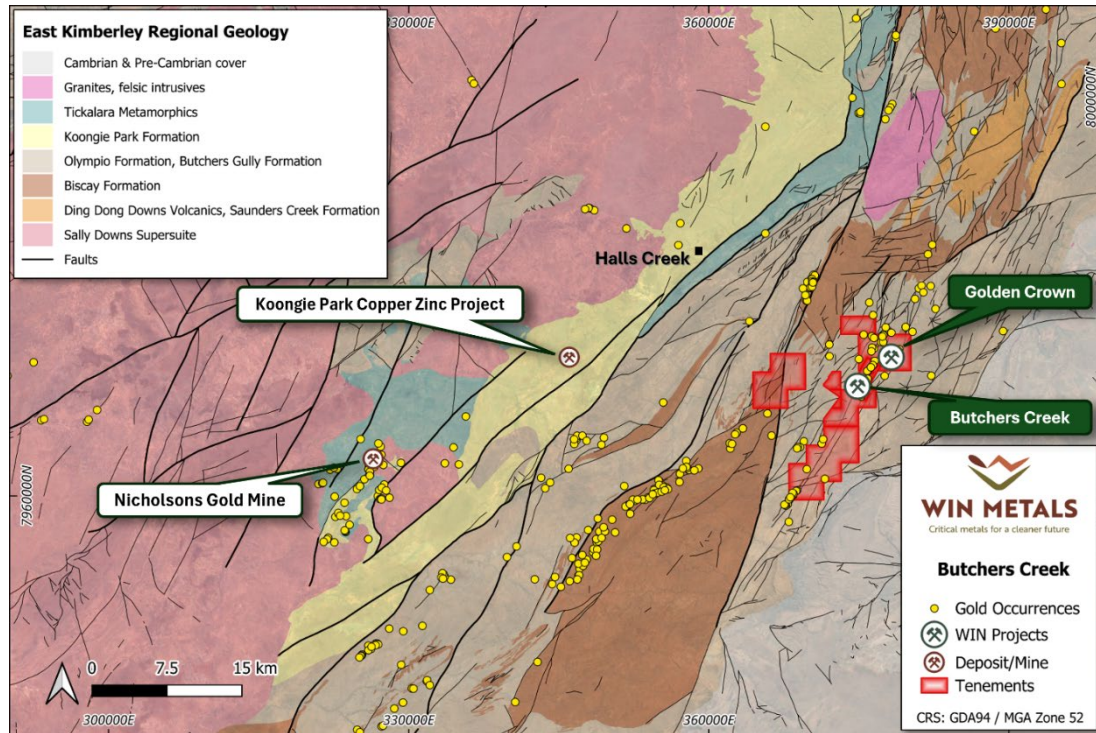 330000E
360000E
390000E
East Kimberley Regional Geology
Cambrian & Pre-Cambrian cover
Granites, felsic intrusives
Tickalara Metamorphics
Koongie Park Formation
Olympio Formation, Butchers Gully Formation
Biscay Formation
Ding Dong Downs Volcanics, Saunders Creek Formation
Sally Downs Supersuite
Faults
8000000N
Halls Creek
Koongie Park Copper Zinc Project
Golden Crown
Butchers Creek
Nicholsons Gold Mine
7960000N
WIN METALS
Critical metals for a cleaner future
Butchers Creek
Gold Occurrences
WIN Projects
Deposit/Mine
Tenements
CRS: GDA94 / MGA Zone 52
0 7.5 15 km
300000E
330000E
360000E